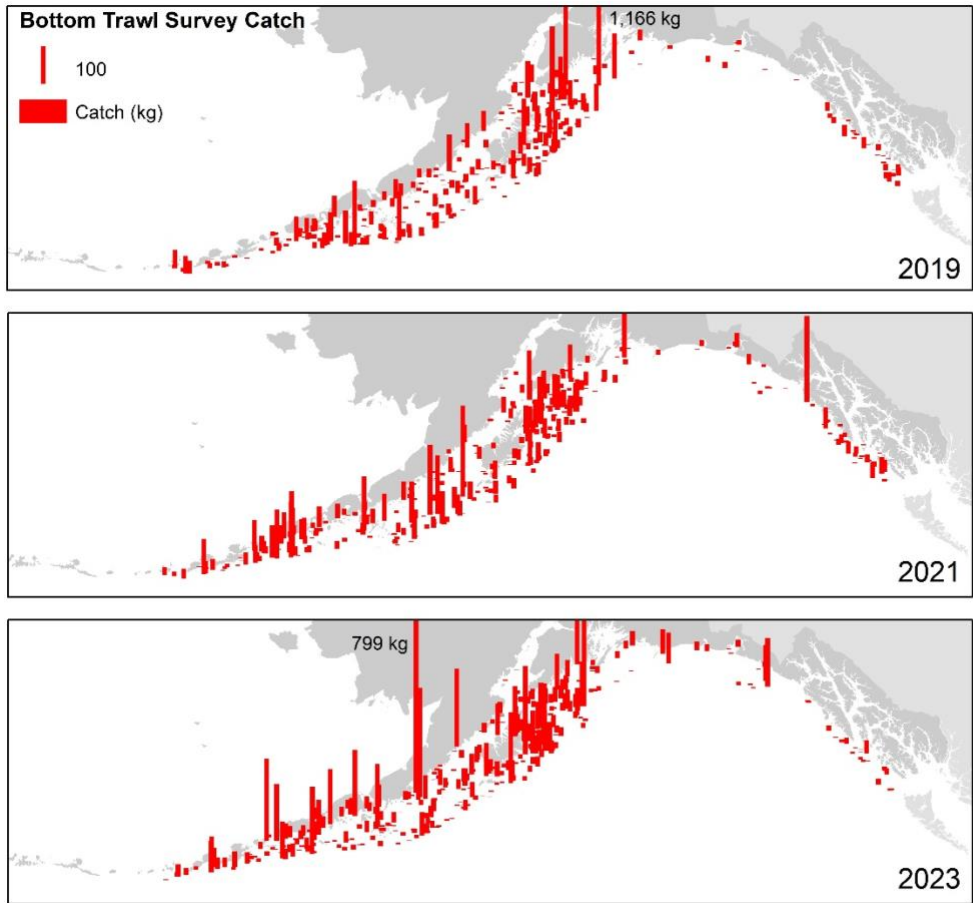 Bottom Trawl Survey Catch
1,166 kg
100
Catch (kg)
2019
2021
799 kg
2023